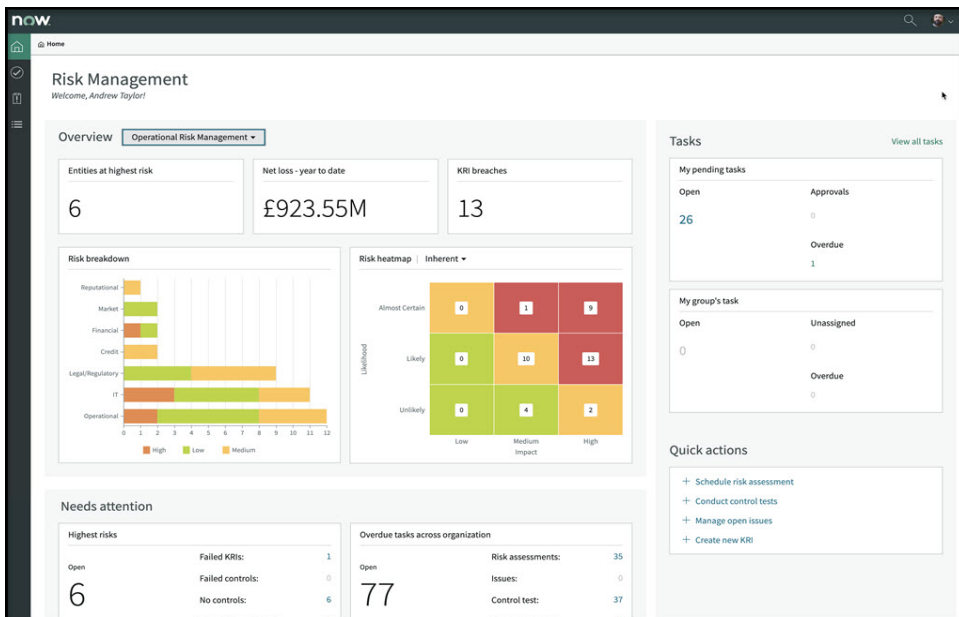 now.
Home
Risk Management
Welcome, Andrew Taylor!
Overview
Operational Risk Management
Entities at highest risk
6
Net loss - year to date
£923.55M
KRI breaches
13
Risk breakdown
Reputational
Market
Financial
Credit
Legal/Regulatory
IT
Operational
0 1 2 3 4 5 6 7 8 9 10 11 12
High Low Medium
Risk heatmap | Inherent
Likelihood
Almost Certain 0 1 9
Likely 0 10 13
Unlikely 0 4 2
Low Medium High
Impact
Needs attention
Highest risks
Open
6
Failed KRIs: 1
Failed controls: 0
No controls: 6
Overdue tasks across organization
Open
77
Risk assessments: 35
Issues: 0
Control test: 37
Tasks
View all tasks
My pending tasks
Open
26
Approvals
0
Overdue
1
My group's task
Open
0
Unassigned
0
Overdue
0
Quick actions
+ Schedule risk assessment
+ Conduct control tests
+ Manage open issues
+ Create new KRI